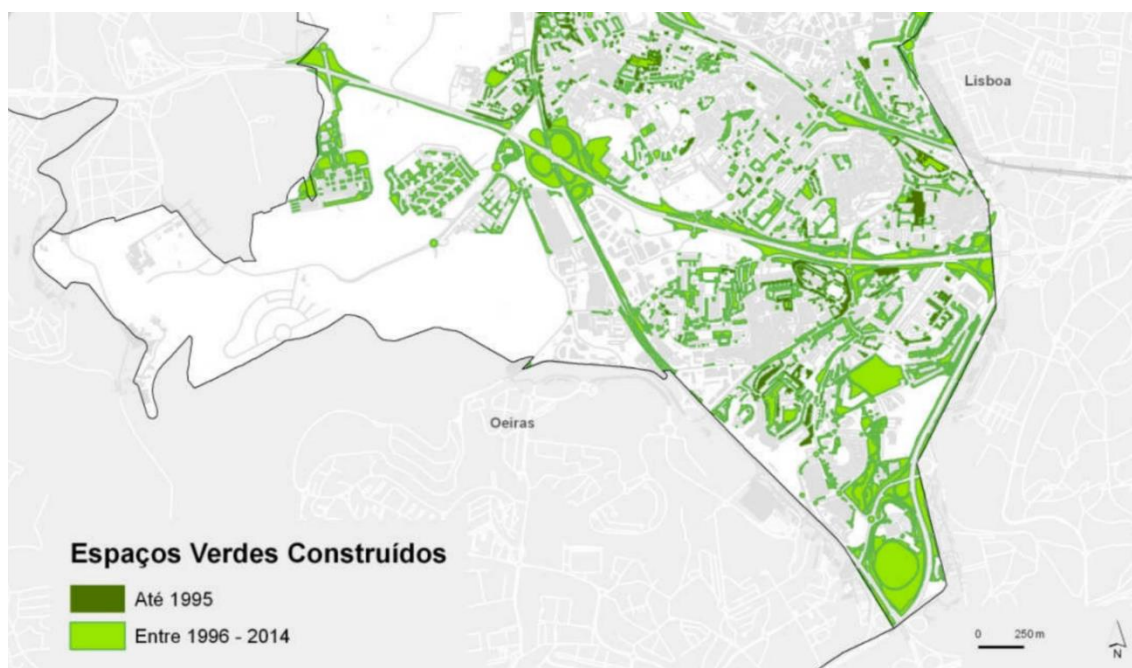 Lisboa
Oeiras
Espaços Verdes Construídos
Até 1995
Entre 1996 - 2014
0 250 m
N